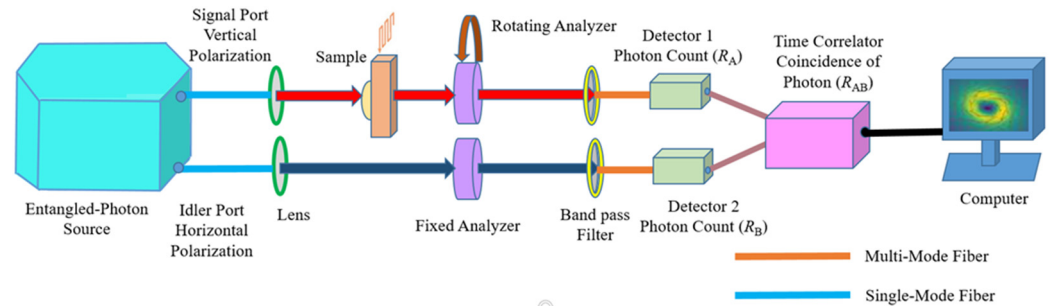 Signal Port
Vertical
Polarization
Sample
Rotating Analyzer
Detector 1
Photon Count (RA)
Time Correlator
Coincidence of
Photon (RAB)
Entangled-Photon
Source
Idler Port
Horizontal
Polarization
Lens
Fixed Analyzer
Band pass
Filter
Detector 2
Photon Count (RB)
Computer
Multi-Mode Fiber
Single-Mode Fiber